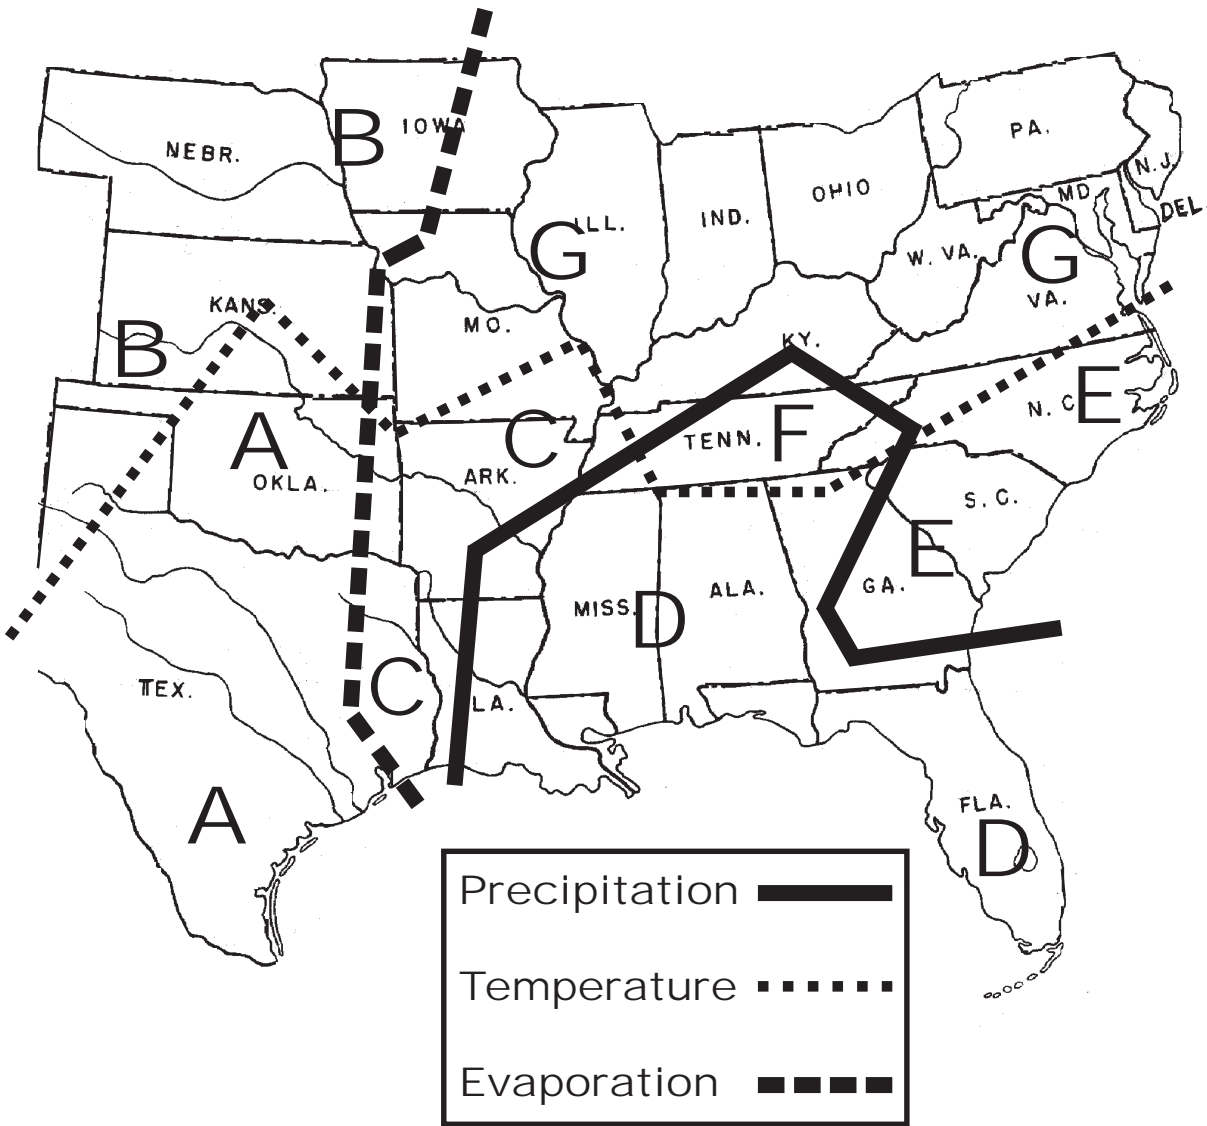 B
IOWA
NEBR.
PA.
N.J.
MD.
DEL.
OHIO
IND.
ILL.
G
W. VA.
G
VA.
KANS.
B
MO.
KY.
N. C.
E
A
OKLA.
C
ARK.
TENN.
F
S. C.
E
GA.
MISS.
D
ALA.
TEX.
C
LA.
A
FLA.
D
Precipitation
Temperature
Evaporation